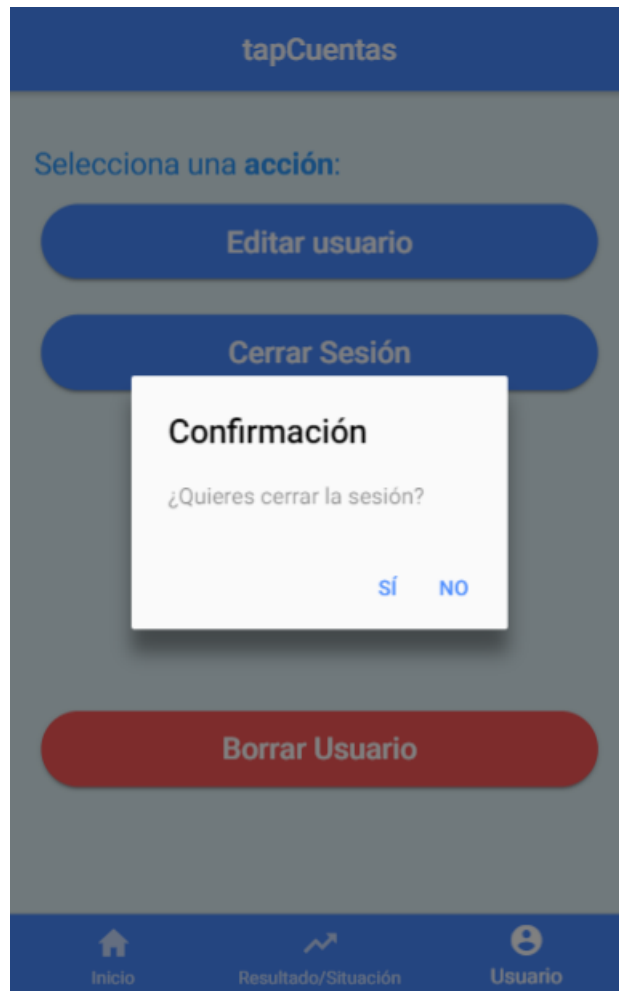 tapCuentas
Selecciona una acción:
Editar usuario
Cerrar Sesión
Confirmación
¿Quieres cerrar la sesión?
SÍ NO
Borrar Usuario
Inicio Resultado/Situación Usuario